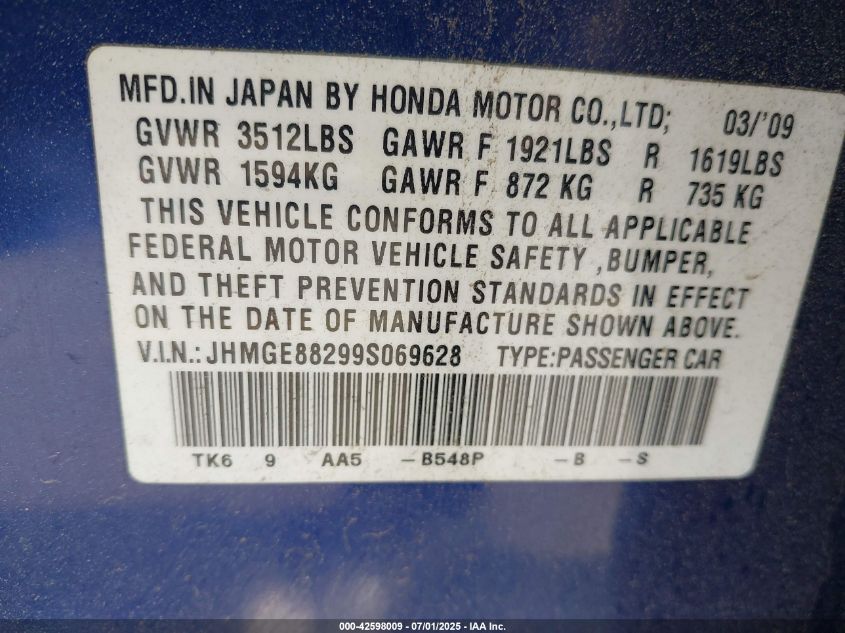 MFD.IN JAPAN BY HONDA MOTOR CO.,LTD; 03/'09
GVWR 3512LBS GAWR F 1921LBS R 1619LBS
GVWR 1594KG GAWR F 872 KG R 735 KG
THIS VEHICLE CONFORMS TO ALL APPLICABLE
FEDERAL MOTOR VEHICLE SAFETY ,BUMPER,
AND THEFT PREVENTION STANDARDS IN EFFECT
ON THE DATE OF MANUFACTURE SHOWN ABOVE.
V.I.N.: JHMGE88299S069628 TYPE:PASSENGER CAR
TK6 9 AA5 -B548P -B -S
000-42598009 - 07/01/2025 - IAA Inc.